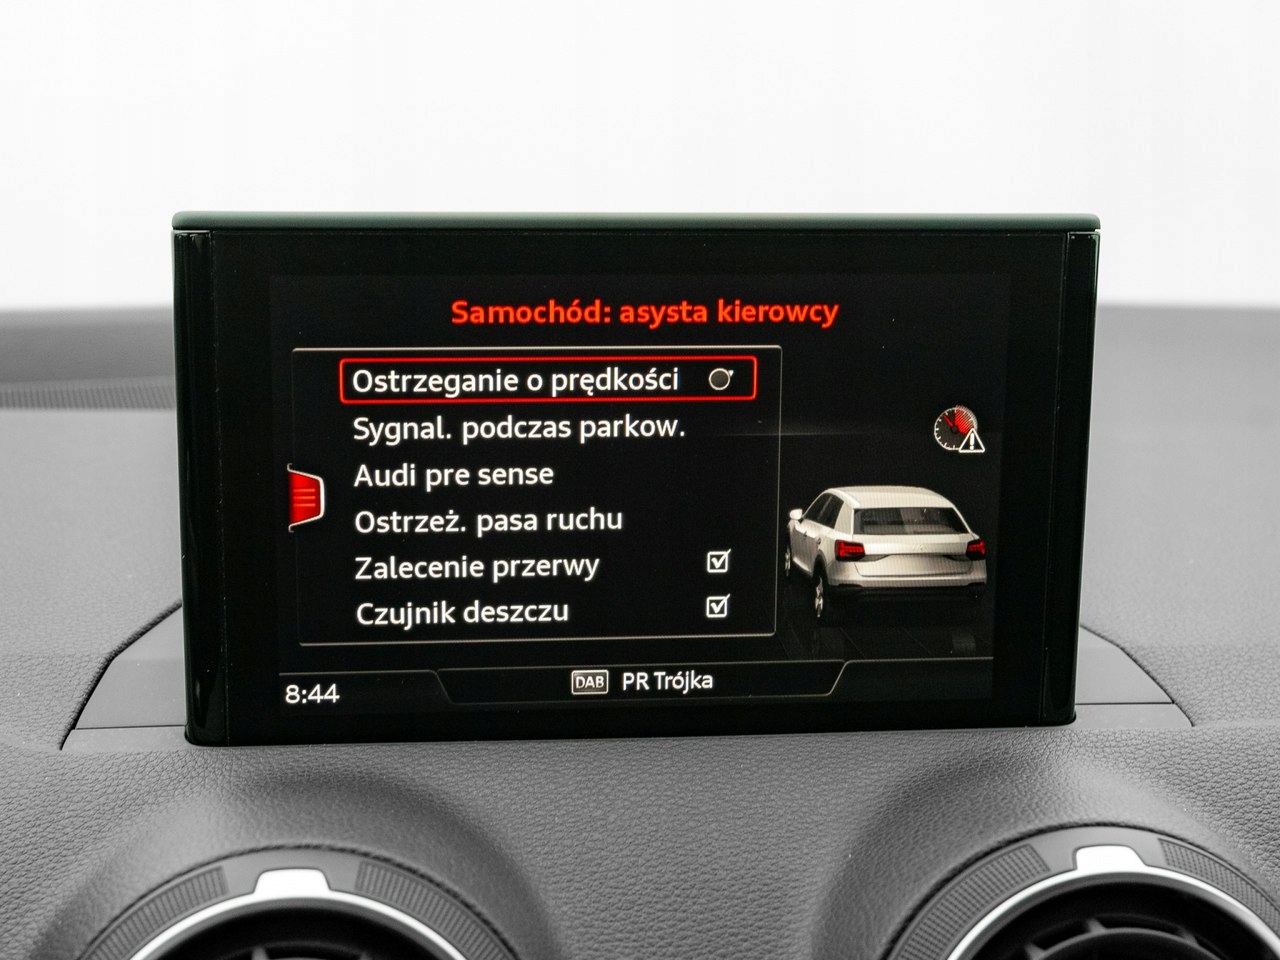 Samochód: asysta kierowcy
Ostrzeganie o prędkości
Sygnal. podczas parkow.
Audi pre sense
Ostrzeż. pasa ruchu
Zalecenie przerwy
Czujnik deszczu
8:44
DAB PR Trójka